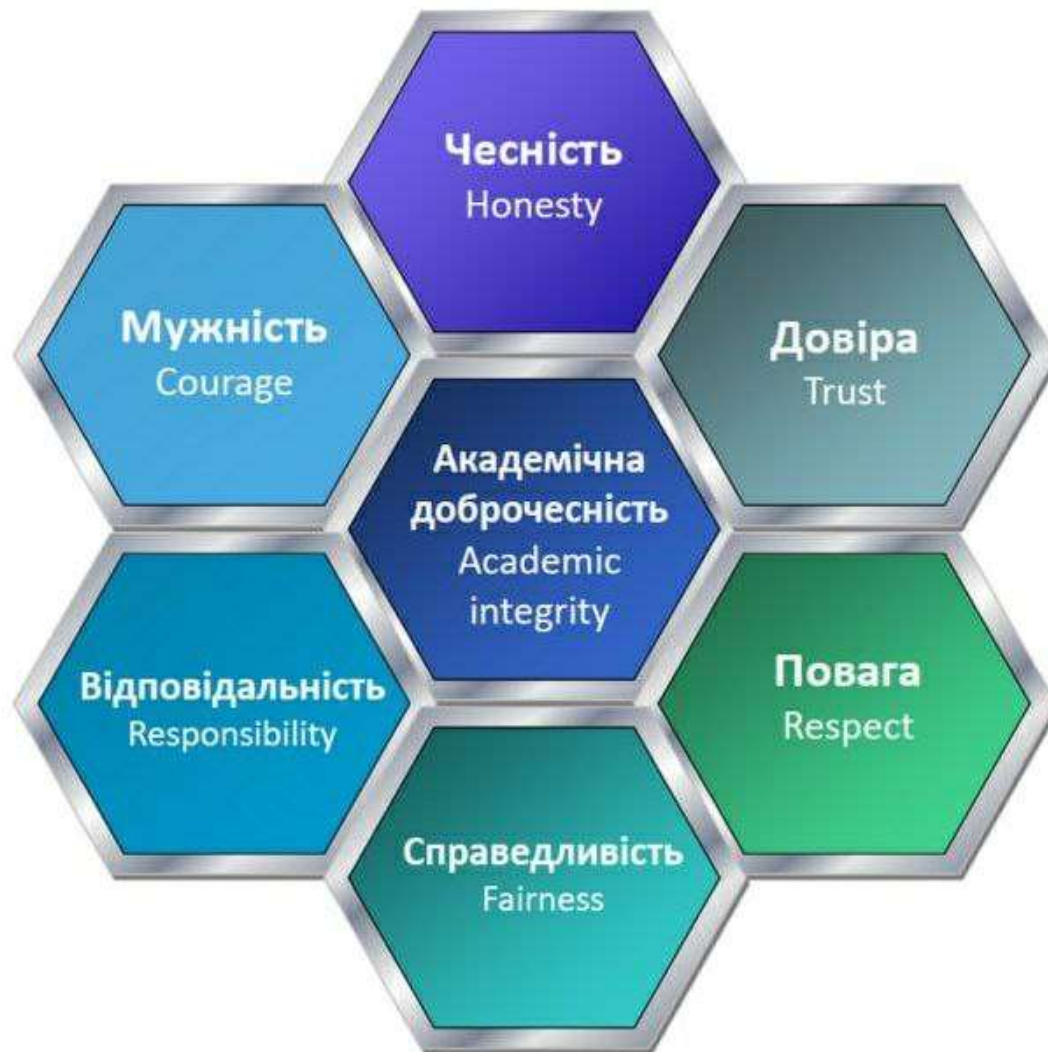 Чесність
Honesty
Мужність
Courage
Довіра
Trust
Академічна
доброчесність
Academic
integrity
Відповідальність
Responsibility
Повага
Respect
Справедливість
Fairness